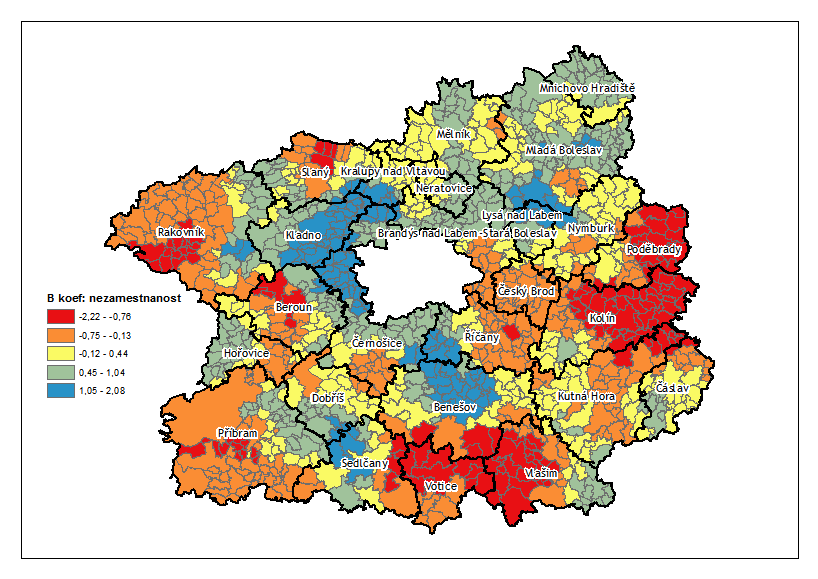 Mnichovo Hradiště
Mělník
Mladá Boleslav
Slaný
Kralupy nad Vltavou
Neratovice
Lysá nad Labem
Rakovník
Kladno
Brandýs nad Labem-Stará Boleslav
Nymburk
Poděbrady
B koef: nezamestnanost
-2,22 - -0,76
-0,75 - -0,13
-0,12 - 0,44
0,45 - 1,04
1,05 - 2,08
Český Brod
Beroun
Kolín
Říčany
Černošice
Hořovice
Čáslav
Dobříš
Kutná Hora
Benešov
Příbram
Sedlčany
Vlašim
Votice